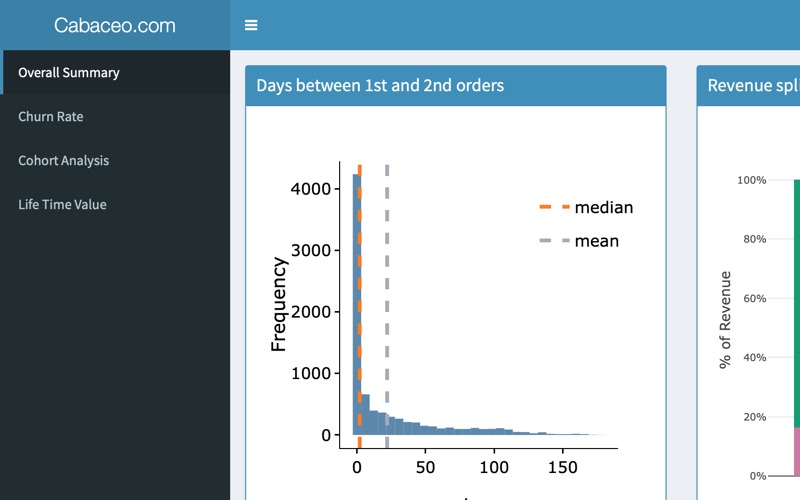 Cabaceo.com
Overall Summary
Churn Rate
Cohort Analysis
Life Time Value
Days between 1st and 2nd orders
Frequency
4000
3000
2000
1000
0
0 50 100 150
median
mean
Revenue spli
% of Revenue
100%
80%
60%
40%
20%
0%